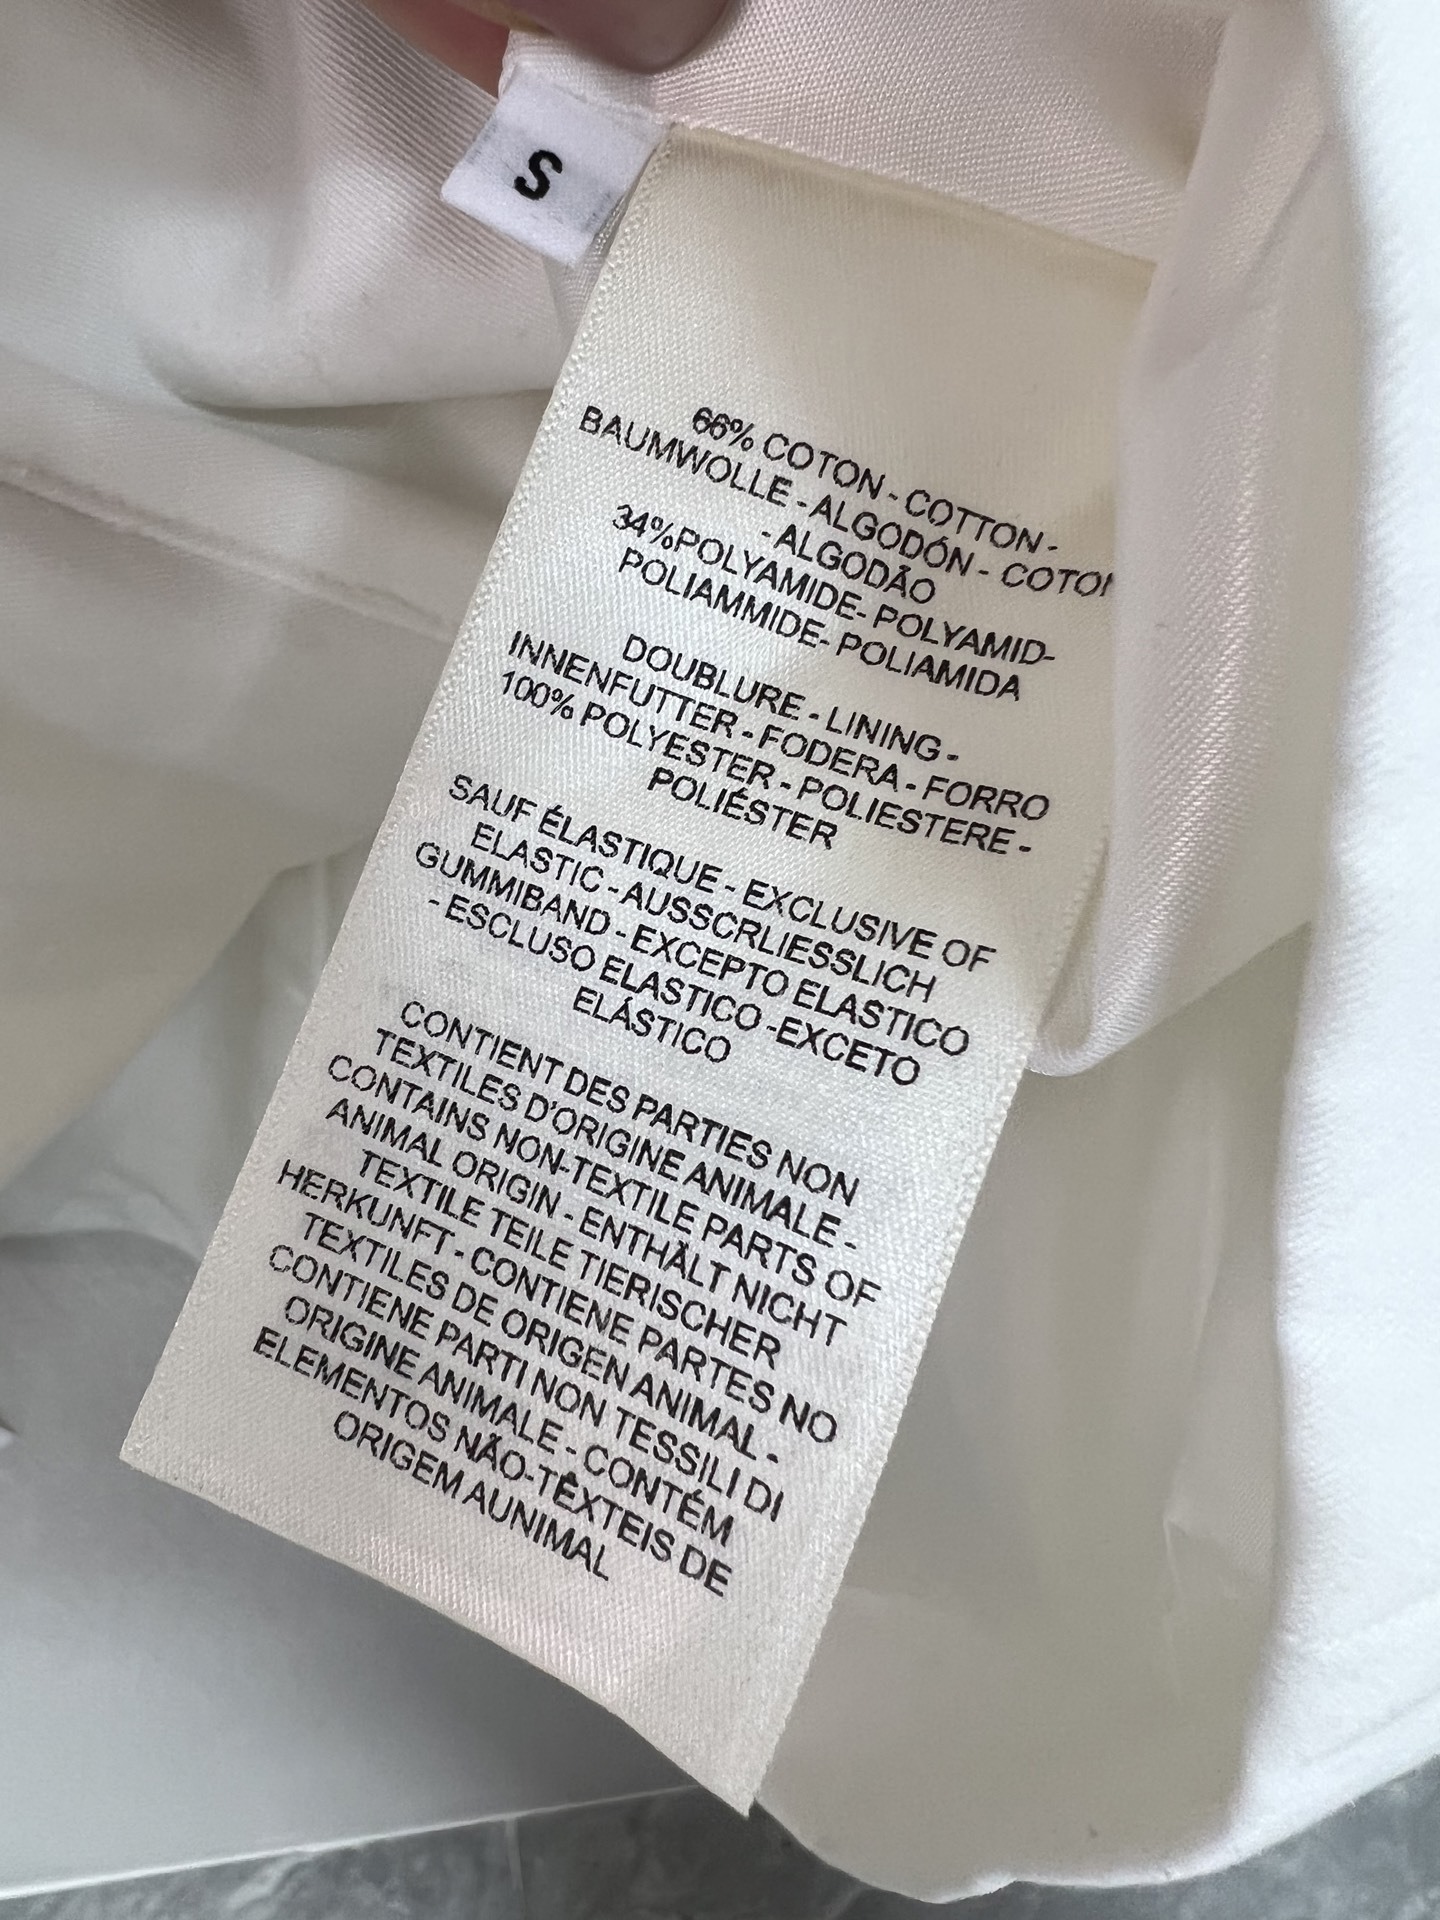 S
66% COTON - COTTON -
BAUMWOLLE - ALGODÓN - COTON
- ALGODÃO
34%POLYAMIDE- POLYAMID-
POLIAMMIDE- POLIAMIDA
DOUBLURE - LINING -
INNENFUTTER - FODERA - FORRO
100% POLYESTER - POLIESTERE -
POLIÉSTER
SAUF ÉLASTIQUE - EXCLUSIVE OF
ELASTIC - AUSSCRLIESSLICH
GUMMIBAND - EXCEPTO ELASTICO
- ESCLUSO ELASTICO -EXCETO
ELÁSTICO
CONTIENT DES PARTIES NON
TEXTILES D'ORIGINE ANIMALE -
CONTAINS NON-TEXTILE PARTS OF
ANIMAL ORIGIN - ENTHÄLT NICHT
TEXTILE TEILE TIERISCHER
HERKUNFT - CONTIENE PARTES NO
TEXTILES DE ORIGEN ANIMAL -
CONTIENE PARTI NON TESSILI DI
ORIGINE ANIMALE - CONTÉM
ELEMENTOS NÃO-TÊXTEIS DE
ORIGEM AUNIMAL